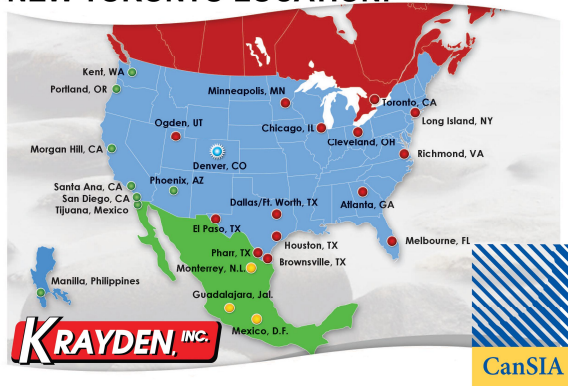 NEW TORONTO LOCATION!
Kent, WA
Portland, OR
Minneapolis, MN
Toronto, CA
Ogden, UT
Chicago, IL
Long Island, NY
Cleveland, OH
Morgan Hill, CA
Denver, CO
Richmond, VA
Santa Ana, CA
Phoenix, AZ
San Diego, CA
Dallas/Ft. Worth, TX
Atlanta, GA
Tijuana, Mexico
El Paso, TX
Houston, TX
Melbourne, FL
Pharr, TX
Brownsville, TX
Monterrey, N.L.
Manilla, Philippines
Guadalajara, Jal.
Mexico, D.F.
KRAYDEN, INC.
CanSIA